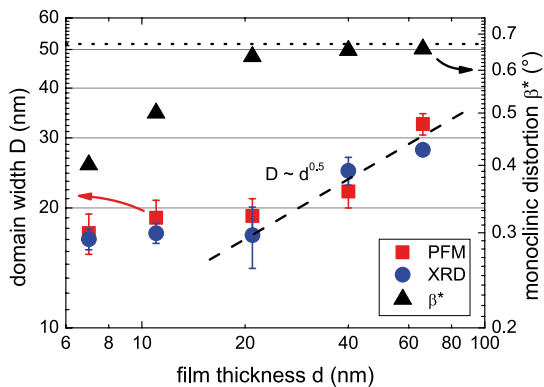 domain width D (nm)
60
50
40
30
20
10
D ~ d^0.5
PFM
XRD
β*
0.7
0.6
0.5
0.4
0.3
0.2
monoclinic distortion β* (°)
6
8
10
20
40
60
80
100
film thickness d (nm)